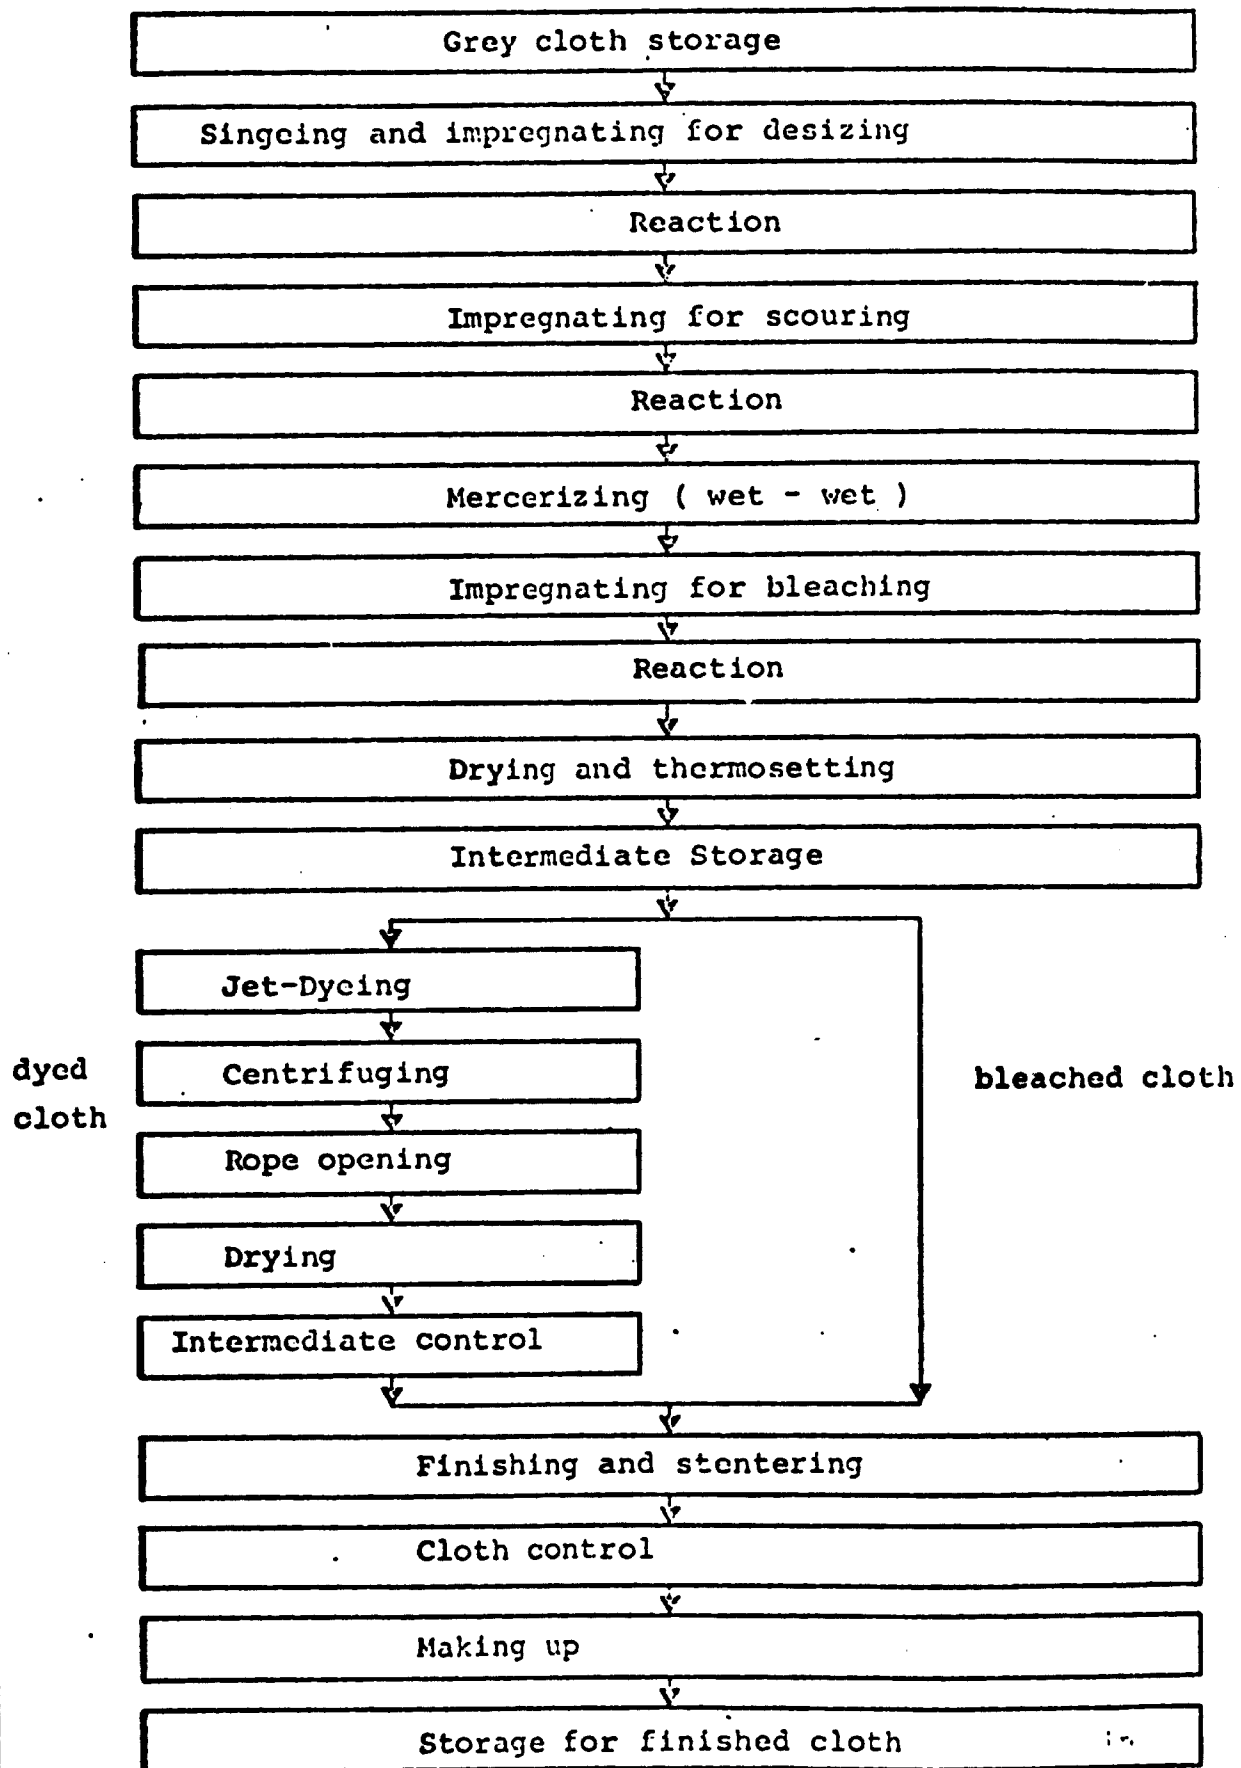 Grey cloth storage
Singeing and impregnating for desizing
Reaction
Impregnating for scouring
Reaction
Mercerizing ( wet - wet )
Impregnating for bleaching
Reaction
Drying and thermosetting
Intermediate Storage
Jet-Dyeing
dyed
cloth
Centrifuging
bleached cloth
Rope opening
Drying
Intermediate control
Finishing and stentering
Cloth control
Making up
Storage for finished cloth